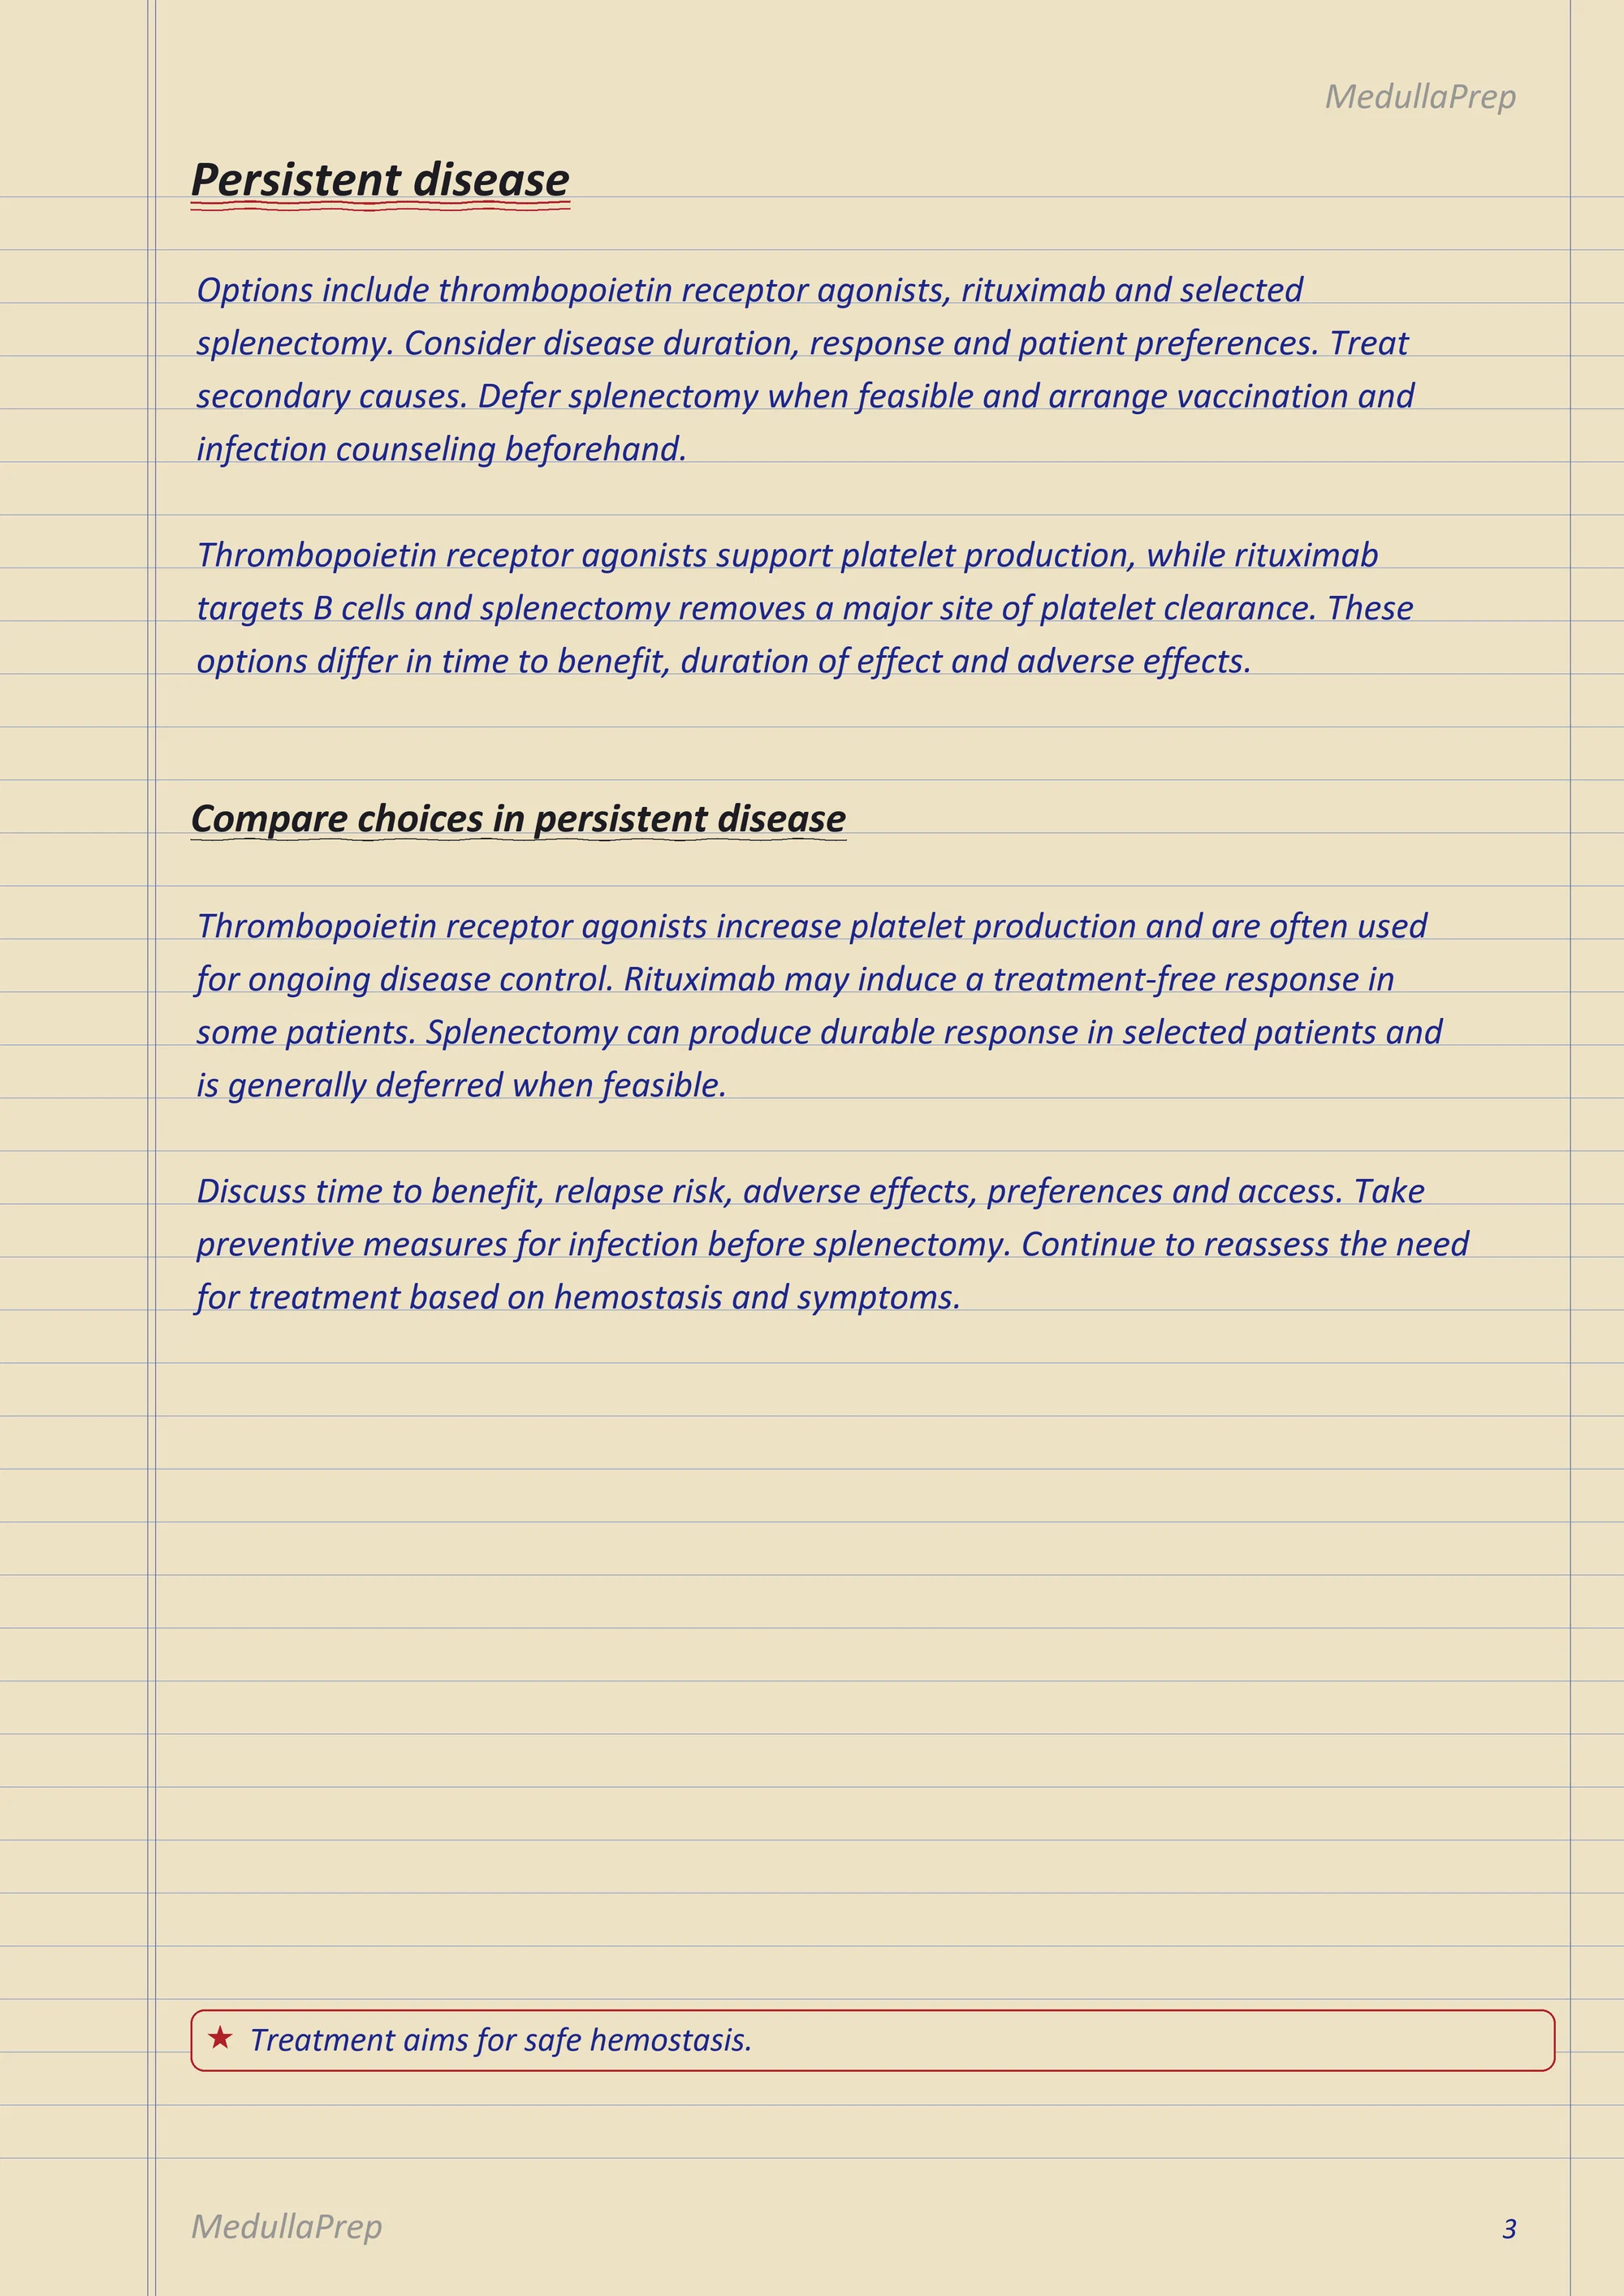 MedullaPrep
Persistent disease
Options include thrombopoietin receptor agonists, rituximab and selected
splenectomy. Consider disease duration, response and patient preferences. Treat
secondary causes. Defer splenectomy when feasible and arrange vaccination and
infection counseling beforehand.
Thrombopoietin receptor agonists support platelet production, while rituximab
targets B cells and splenectomy removes a major site of platelet clearance. These
options differ in time to benefit, duration of effect and adverse effects.
Compare choices in persistent disease
Thrombopoietin receptor agonists increase platelet production and are often used
for ongoing disease control. Rituximab may induce a treatment-free response in
some patients. Splenectomy can produce durable response in selected patients and
is generally deferred when feasible.
Discuss time to benefit, relapse risk, adverse effects, preferences and access. Take
preventive measures for infection before splenectomy. Continue to reassess the need
for treatment based on hemostasis and symptoms.
★ Treatment aims for safe hemostasis.
MedullaPrep
3